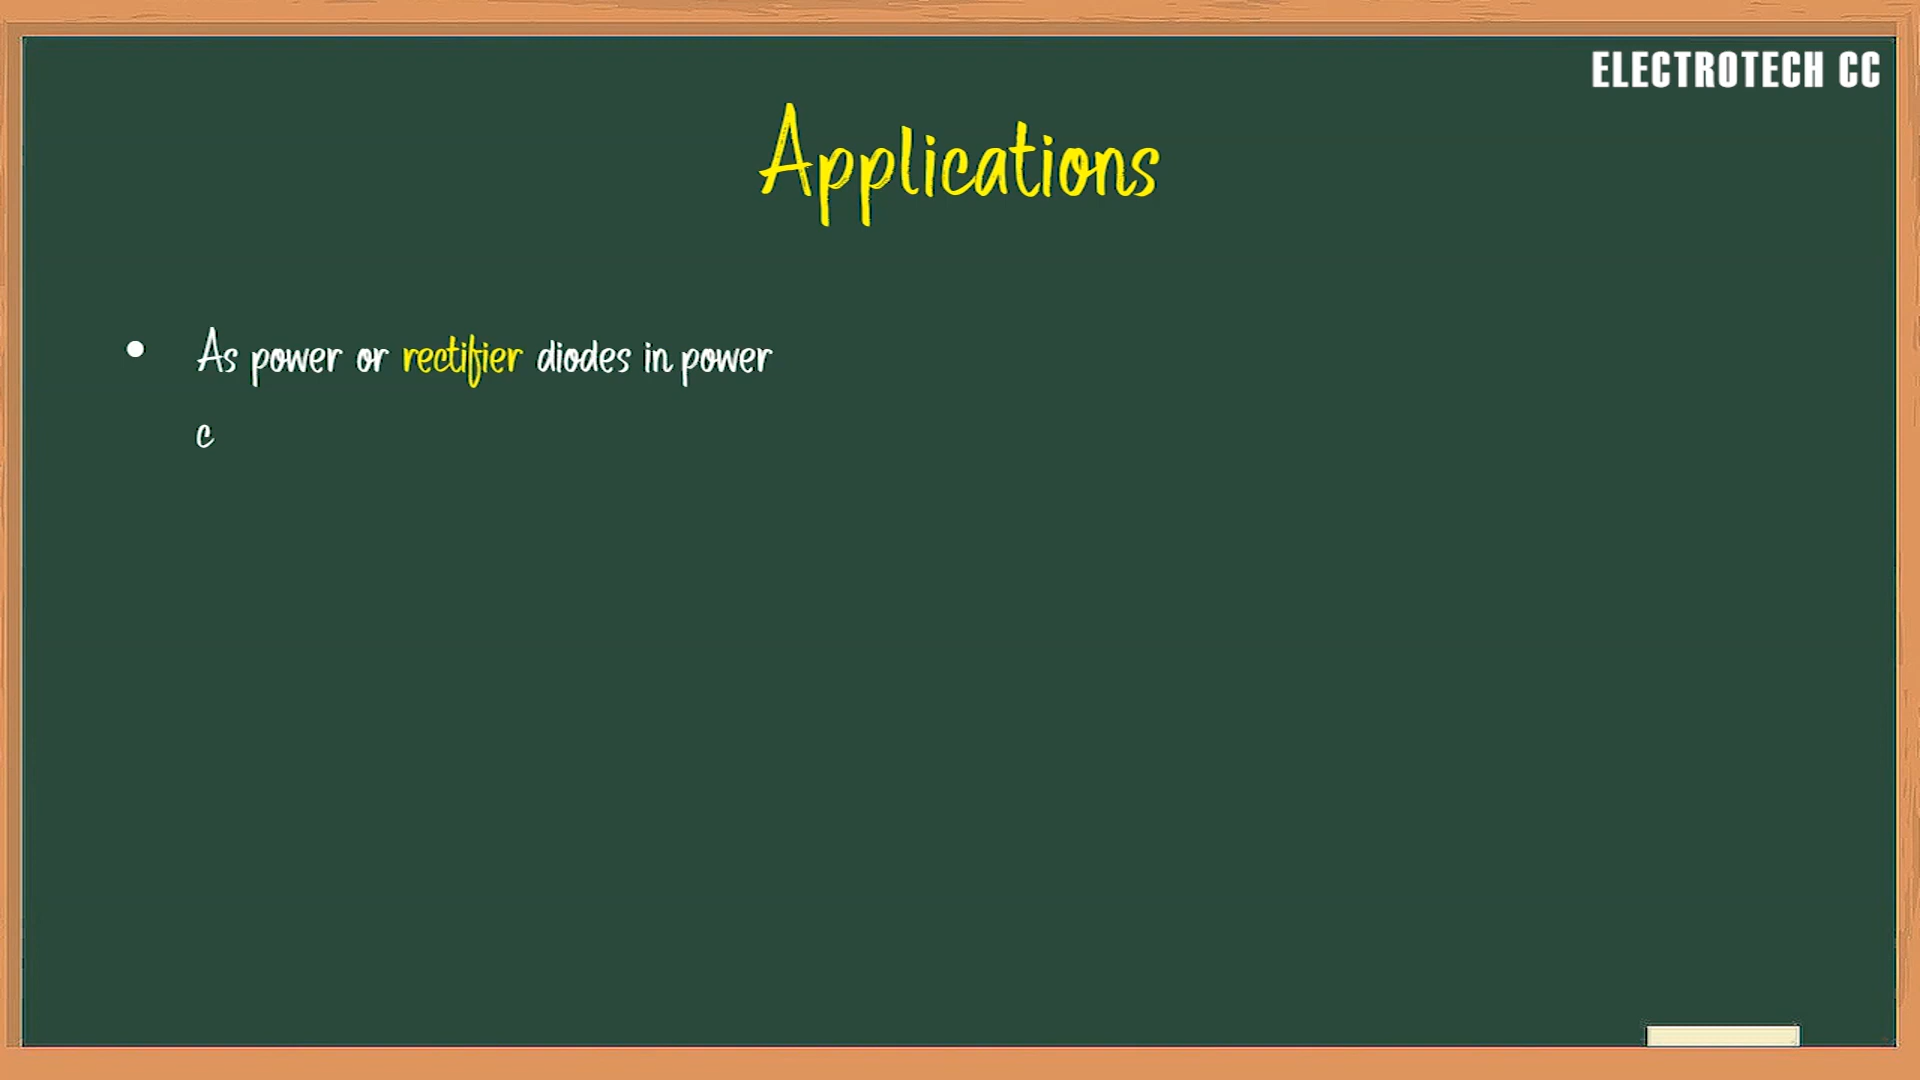 ELECTROTECH CC
Applications
• As power or rectifier diodes in power
c